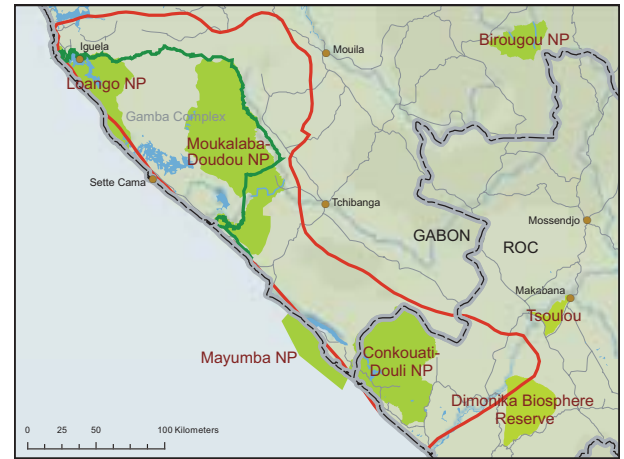 Birougou NP
Iguela
Mouila
Loango NP
Gamba Complex
Moukalaba-
Doudou NP
Sette Cama
Tchibanga
Mossendjo
GABON
ROC
Makabana
Tsoulou
Mayumba NP
Conkouati-
Douli NP
Dimonika Biosphere
Reserve
0 25 50 100 Kilometers